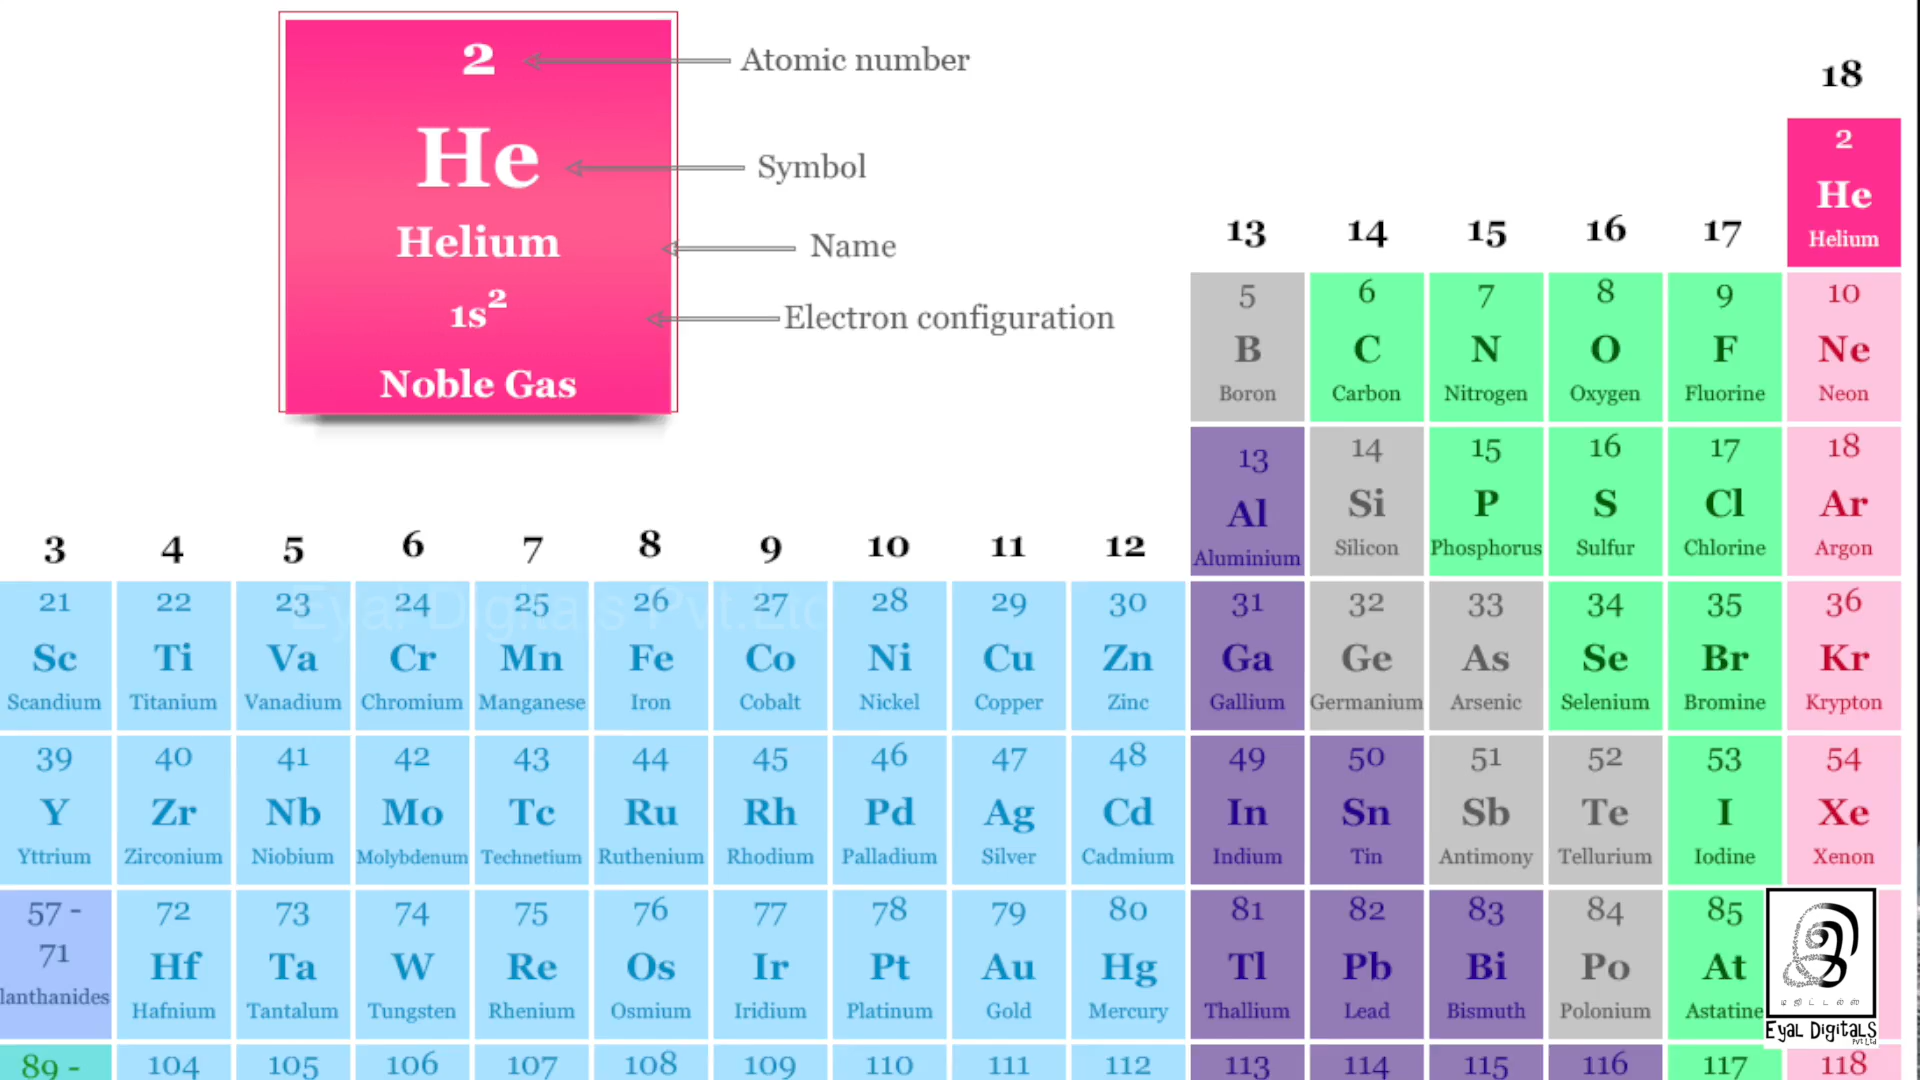 2
Atomic number
He
Symbol
Helium
Name
1s²
Electron configuration
Noble Gas
18
2
He
Helium
13 14 15 16 17
5 6 7 8 9 10
B C N O F Ne
Boron Carbon Nitrogen Oxygen Fluorine Neon
13 14 15 16 17 18
Al Si P S Cl Ar
Aluminium Silicon Phosphorus Sulfur Chlorine Argon
3 4 5 6 7 8 9 10 11 12
21 22 23 24 25 26 27 28 29 30 31 32 33 34 35 36
Sc Ti Va Cr Mn Fe Co Ni Cu Zn Ga Ge As Se Br Kr
Scandium Titanium Vanadium Chromium Manganese Iron Cobalt Nickel Copper Zinc Gallium Germanium Arsenic Selenium Bromine Krypton
Eyal Digitals Pvt.Ltd
39 40 41 42 43 44 45 46 47 48 49 50 51 52 53 54
Y Zr Nb Mo Tc Ru Rh Pd Ag Cd In Sn Sb Te I Xe
Yttrium Zirconium Niobium Molybdenum Technetium Ruthenium Rhodium Palladium Silver Cadmium Indium Tin Antimony Tellurium Iodine Xenon
57 - 72 73 74 75 76 77 78 79 80 81 82 83 84 85
71 Hf Ta W Re Os Ir Pt Au Hg Tl Pb Bi Po At
lanthanides Hafnium Tantalum Tungsten Rhenium Osmium Iridium Platinum Gold Mercury Thallium Lead Bismuth Polonium Astatine
Eyal Digitals
Pvt Ltd
89 - 104 105 106 107 108 109 110 111 112 113 114 115 116 117 118